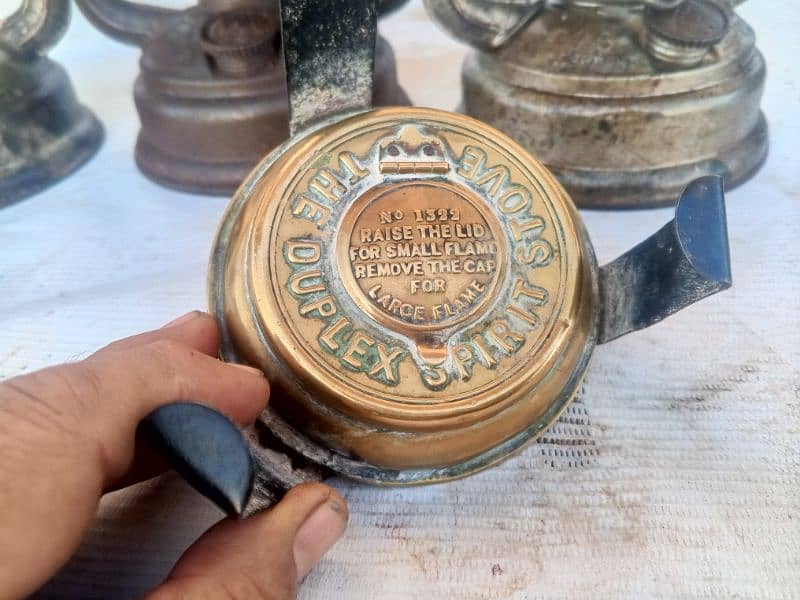 THE DUPLEX SPIRIT STOVE
No 1322
RAISE THE LID
FOR SMALL FLAME
REMOVE THE CAP
FOR
LARGE FLAME